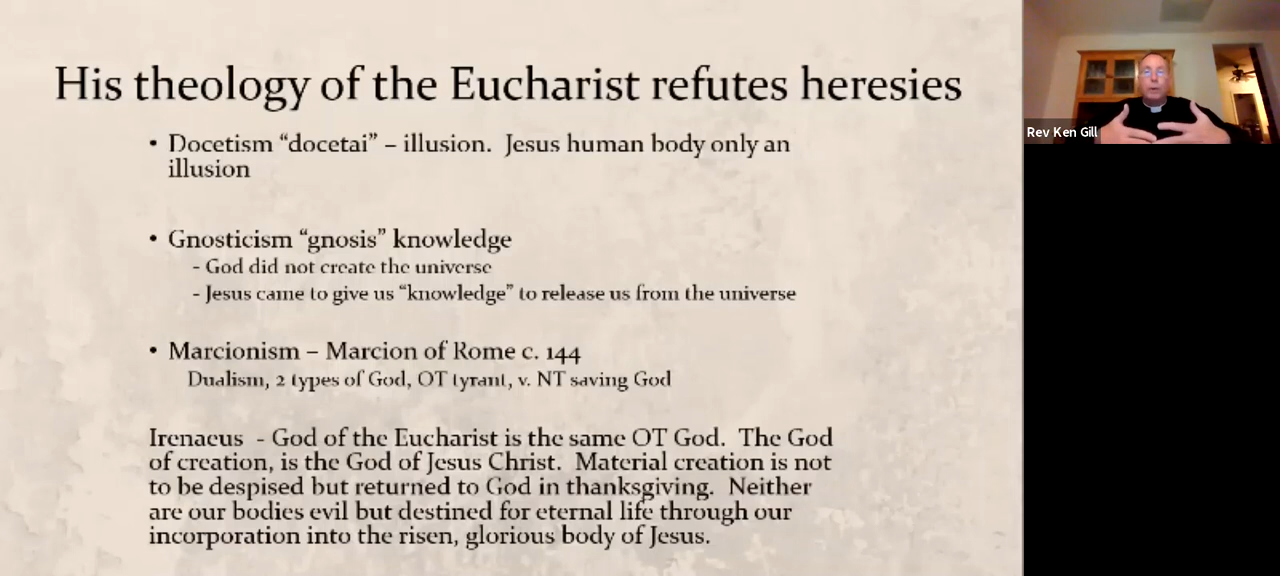 His theology of the Eucharist refutes heresies
• Docetism “docetai” – illusion. Jesus human body only an
illusion
• Gnosticism “gnosis” knowledge
- God did not create the universe
- Jesus came to give us “knowledge” to release us from the universe
• Marcionism – Marcion of Rome c. 144
Dualism, 2 types of God, OT tyrant, v. NT saving God
Irenaeus - God of the Eucharist is the same OT God. The God
of creation, is the God of Jesus Christ. Material creation is not
to be despised but returned to God in thanksgiving. Neither
are our bodies evil but destined for eternal life through our
incorporation into the risen, glorious body of Jesus.
Rev Ken Gill